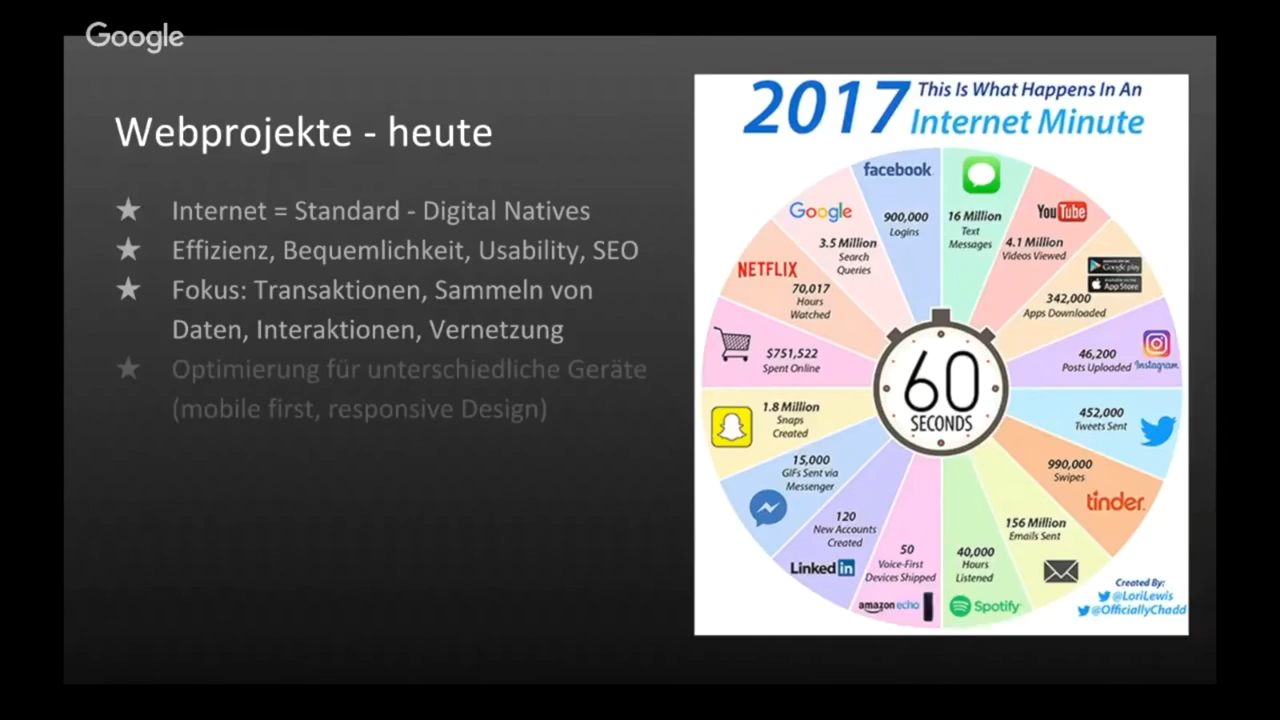 Google
Webprojekte - heute
★ Internet = Standard - Digital Natives
★ Effizienz, Bequemlichkeit, Usability, SEO
★ Fokus: Transaktionen, Sammeln von
Daten, Interaktionen, Vernetzung
★ Optimierung für unterschiedliche Geräte
(mobile first, responsive Design)
2017 This Is What Happens In An
Internet Minute
facebook
900,000
Logins
16 Million
Text
Messages
YouTube
4.1 Million
Videos Viewed
Google play
App Store
342,000
Apps Downloaded
Instagram
46,200
Posts Uploaded
452,000
Tweets Sent
990,000
Swipes
tinder
156 Million
Emails Sent
40,000
Hours
Listened
Spotify
50
Voice-First
Devices Shipped
amazon echo
120
New Accounts
Created
LinkedIn
15,000
GIFs Sent via
Messenger
1.8 Million
Snaps
Created
$751,522
Spent Online
NETFLIX
70,017
Hours
Watched
Google
3.5 Million
Search
Queries
60
SECONDS
Created By:
@LoriLewis
@OfficiallyChadd